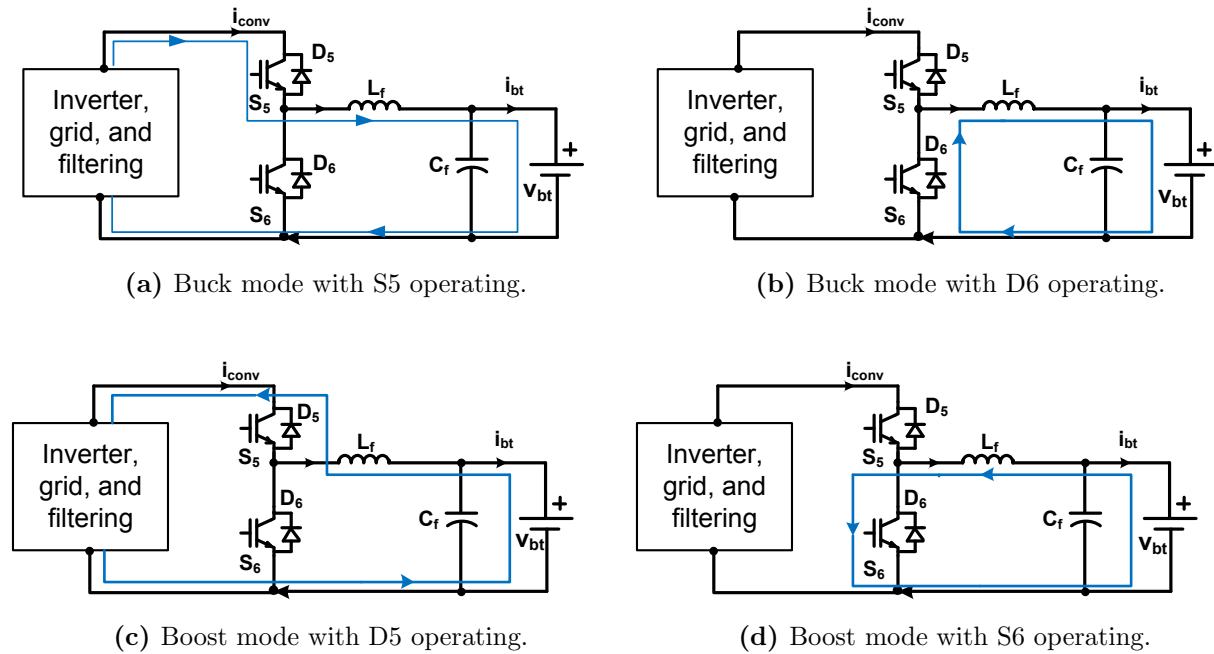 i_conv
D_5
S_5
L_f
i_bt
Inverter,
grid, and
filtering
D_6
S_6
C_f
+
v_bt
(a) Buck mode with S5 operating.
i_conv
D_5
S_5
L_f
i_bt
Inverter,
grid, and
filtering
D_6
S_6
C_f
+
v_bt
(b) Buck mode with D6 operating.
i_conv
D_5
S_5
L_f
i_bt
Inverter,
grid, and
filtering
D_6
S_6
C_f
+
v_bt
(c) Boost mode with D5 operating.
i_conv
D_5
S_5
L_f
i_bt
Inverter,
grid, and
filtering
D_6
S_6
C_f
+
v_bt
(d) Boost mode with S6 operating.